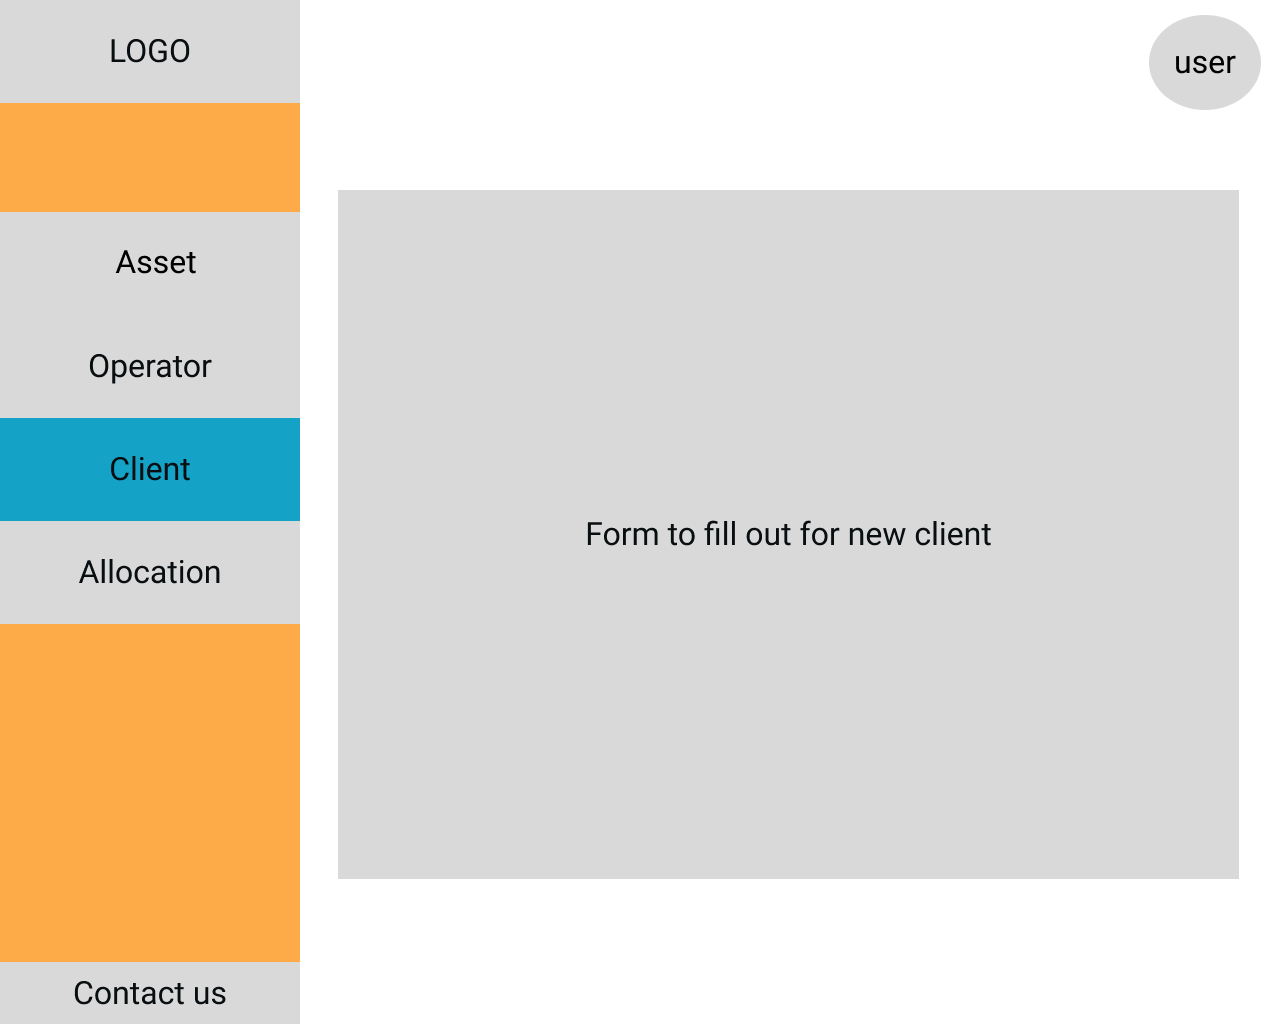 LOGO
user
Asset
Operator
Client
Allocation
Form to fill out for new client
Contact us